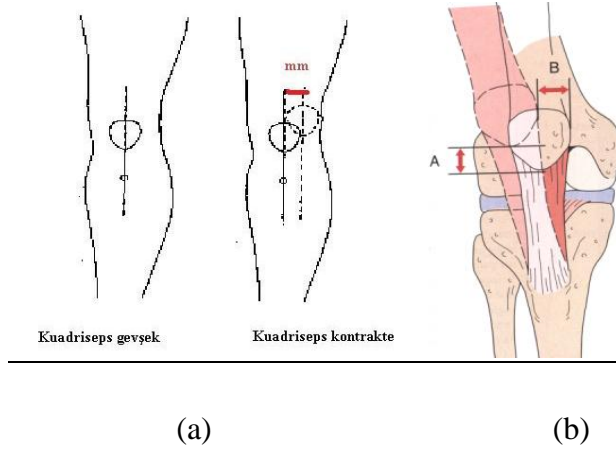 mm
B
A
Kuadriseps gevşek
Kuadriseps kontrakte
(a)
(b)